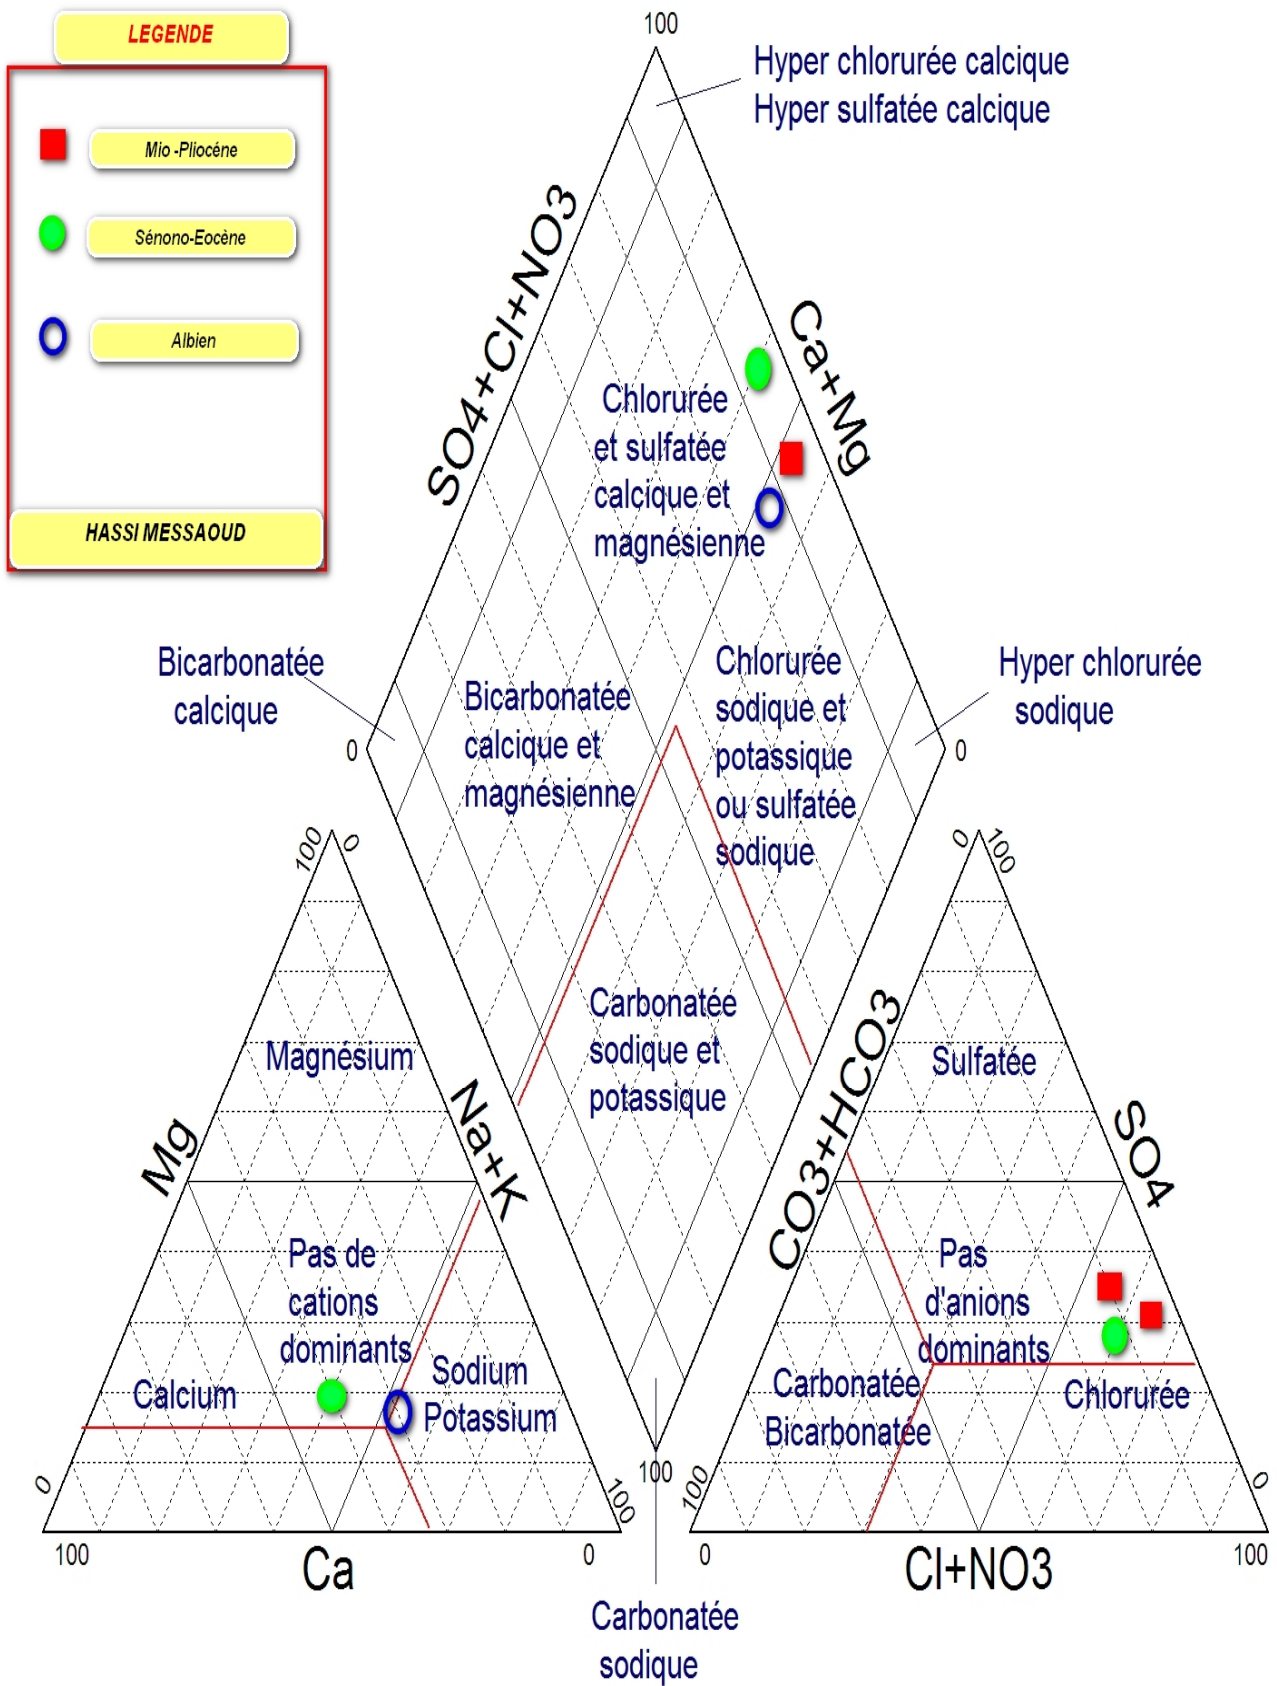 LEGENDE
Mio -Pliocéne
Sénono-Eocène
Albien
HASSI MESSAOUD
100
Hyper chlorurée calcique
Hyper sulfatée calcique
SO4+Cl+NO3
Ca+Mg
Chlorurée
et sulfatée
calcique et
magnésienne
Bicarbonatée
calcique
Bicarbonatée
calcique et
magnésienne
Chlorurée
sodique et
potassique
ou sulfatée
sodique
Hyper chlorurée
sodique
0
0
Carbonatée
sodique et
potassique
100
Carbonatée
sodique
100
0
Mg
Na+K
Magnésium
Pas de
cations
dominants
Calcium
Sodium
Potassium
0
100
100
0
Ca
0
100
CO3+HCO3
SO4
Sulfatée
Pas
d'anions
dominants
Carbonatée
Bicarbonatée
Chlorurée
100
0
0
100
Cl+NO3